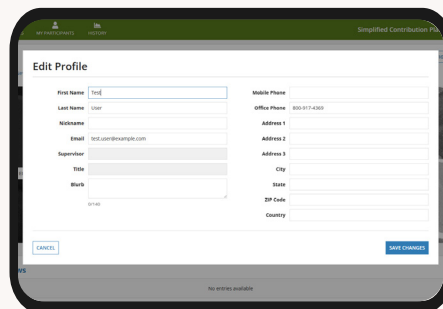 MY PARTICIPANTS
HISTORY
Simplified Contribution Pla
Edit Profile
First Name Test
Last Name User
Nickname
Email test.user@example.com
Supervisor
Title
Blurb
0/140
Mobile Phone
Office Phone 800-917-4369
Address 1
Address 2
Address 3
City
State
ZIP Code
Country
CANCEL
SAVE CHANGES
No entries available